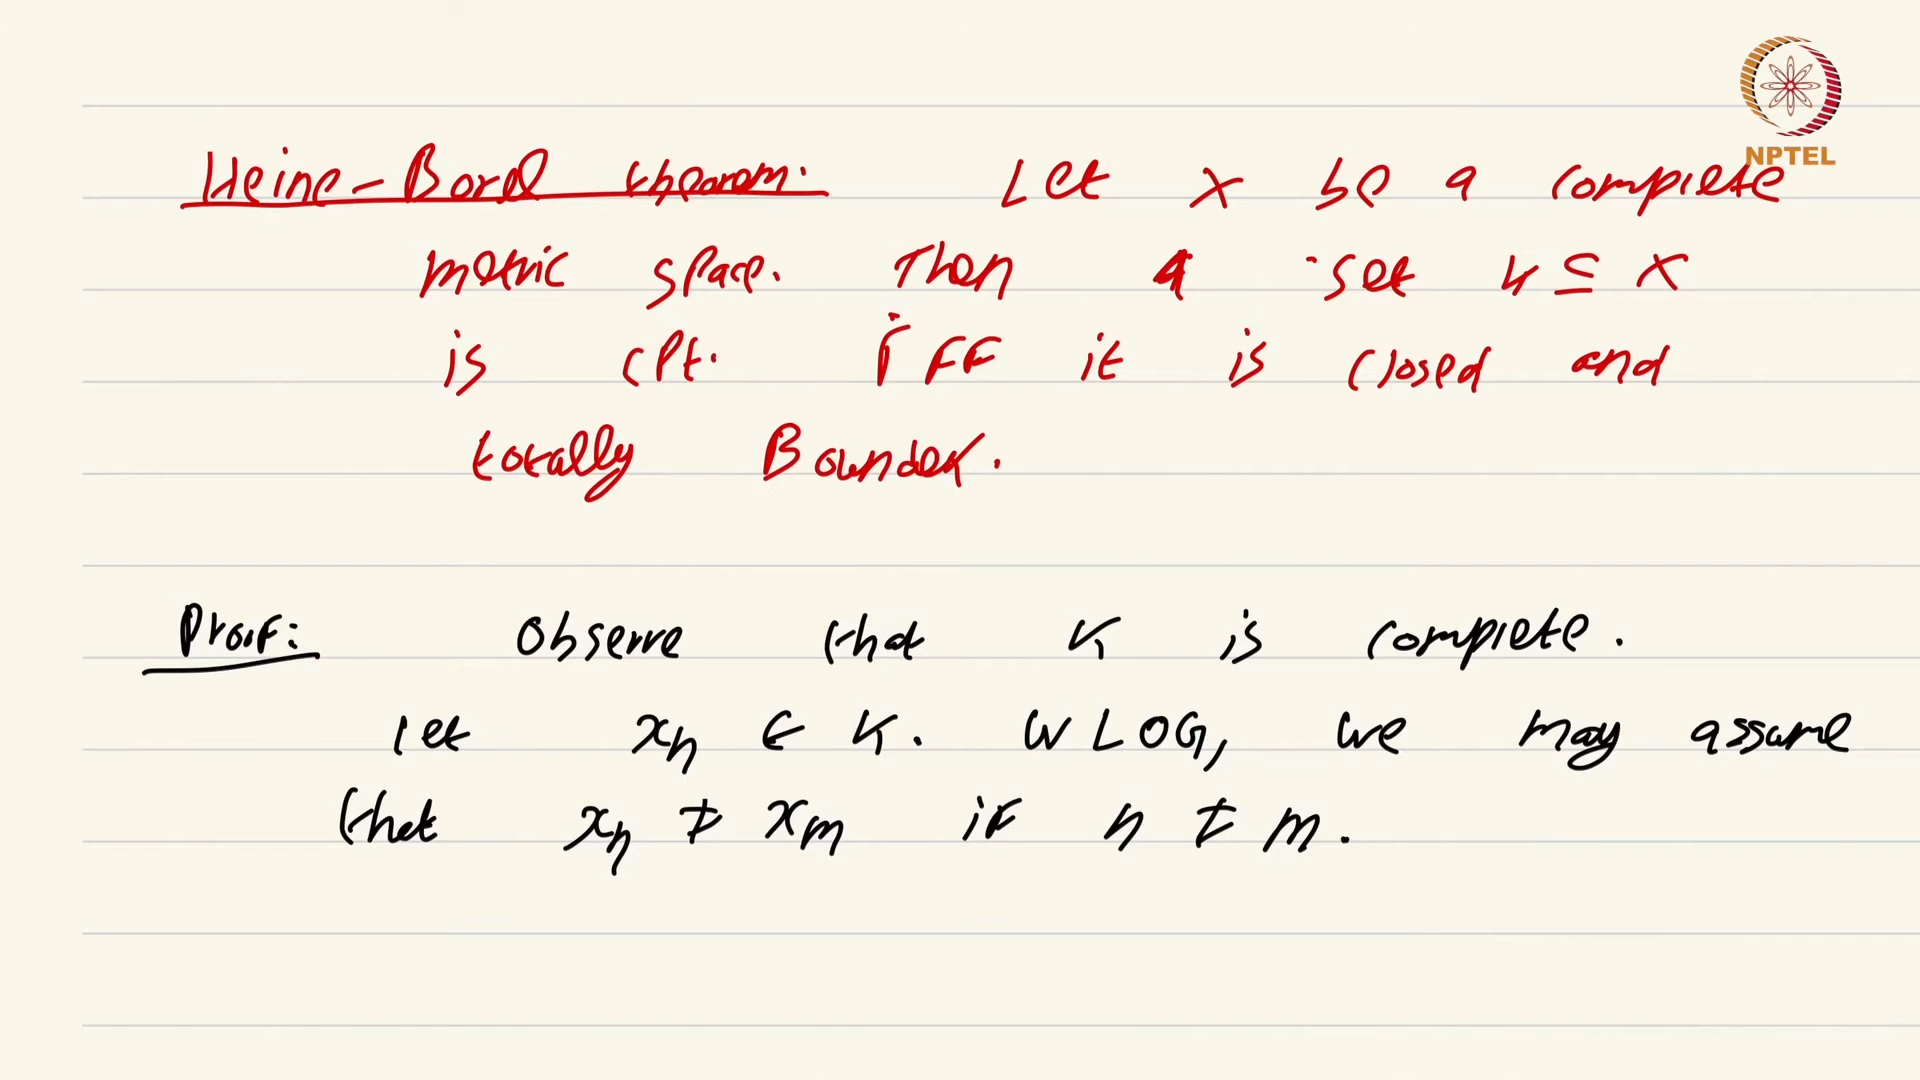 NPTEL
Heine-Borel theorem. Let X be a complete
metric space. Then a set K ⊆ X
is cpt. iFF it is closed and
totally Bounded.
Proof: Observe that K is complete.
Let xn ∈ K. WLOG, we may assume
that xn ≠ xm if n ≠ m.